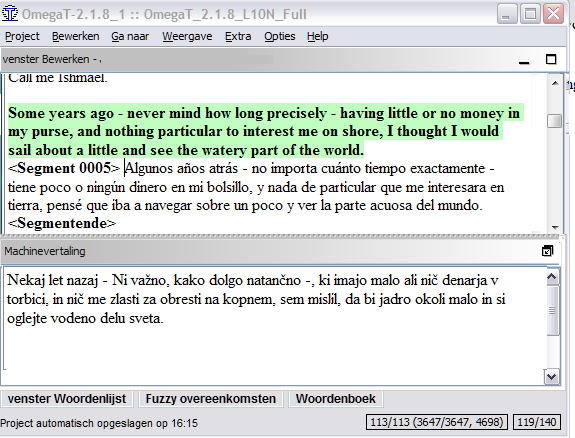 OmegaT-2.1.8_1 :: OmegaT_2.1.8_L10N_Full
Project Bewerken Ga naar Weergave Extra Opties Help
venster Bewerken -
Call me Ishmael.
Some years ago - never mind how long precisely - having little or no money in
my purse, and nothing particular to interest me on shore, I thought I would
sail about a little and see the watery part of the world.
<Segment 0005> Algunos años atrás - no importa cuánto tiempo exactamente -
tiene poco o ningún dinero en mi bolsillo, y nada de particular que me interesara en
tierra, pensé que iba a navegar sobre un poco y ver la parte acuosa del mundo.
<Segmentende>
Machinevertaling
Nekaj let nazaj - Ni važno, kako dolgo natančno -, ki imajo malo ali nič denarja v
torbici, in nič me zlasti za obresti na kopnem, sem mislil, da bi jadro okoli malo in si
oglejte vodeno delu sveta.
venster Woordenlijst Fuzzy overeenkomsten Woordenboek
Project automatisch opgeslagen op 16:15 113/113 (3647/3647, 4698) 119/140